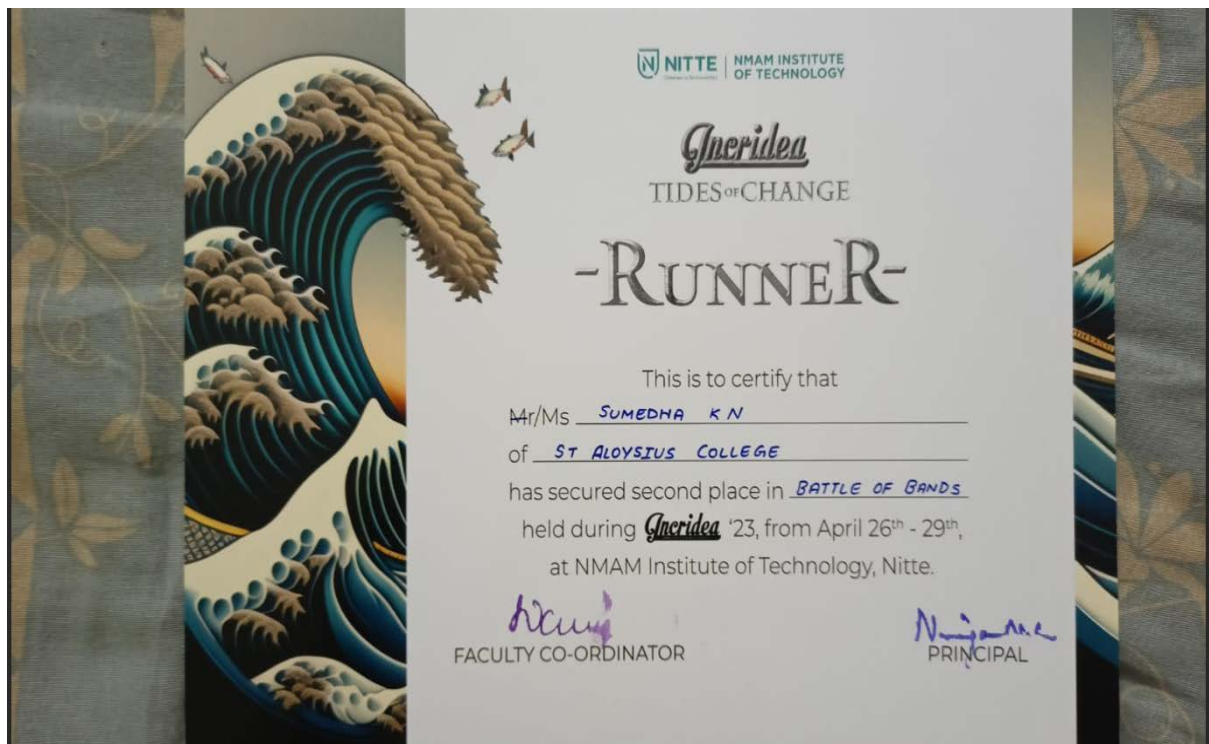 NITTE | NMAM INSTITUTE
OF TECHNOLOGY
Incridea
TIDES OF CHANGE
-RUNNER-
This is to certify that
Mr/Ms SUMEDHA K N
of ST ALOYSIUS COLLEGE
has secured second place in BATTLE OF BANDS
held during Incridea '23, from April 26th - 29th,
at NMAM Institute of Technology, Nitte.
FACULTY CO-ORDINATOR
PRINCIPAL